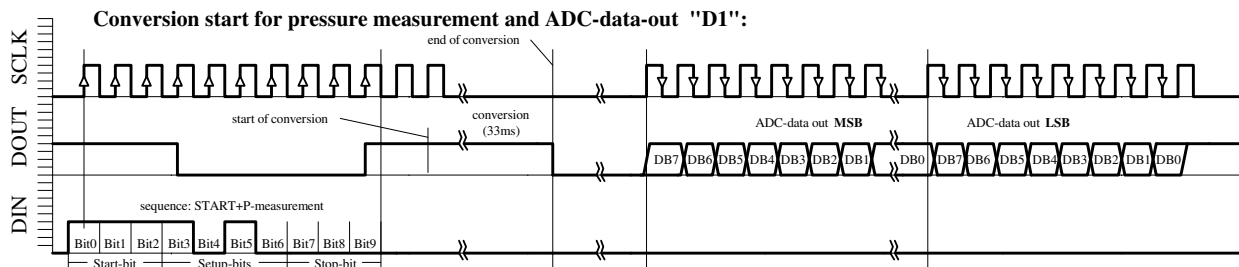 Conversion start for pressure measurement and ADC-data-out "D1":
end of conversion
SCLK
start of conversion
conversion
(33ms)
ADC-data out MSB
ADC-data out LSB
DOUT
DB7 DB6 DB5 DB4 DB3 DB2 DB1 DB0 DB7 DB6 DB5 DB4 DB3 DB2 DB1 DB0
sequence: START+P-measurement
DIN
Bit0 Bit1 Bit2 Bit3 Bit4 Bit5 Bit6 Bit7 Bit8 Bit9
Start-bit Setup-bits Stop-bit